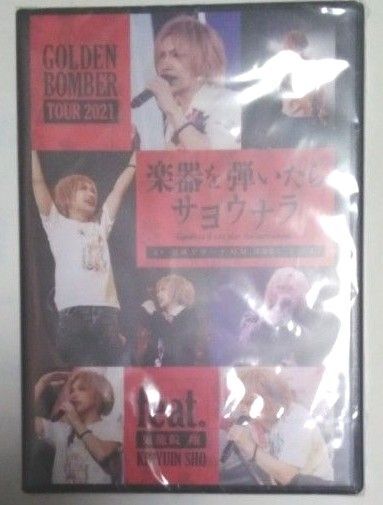 GOLDEN
BOMBER
TOUR 2021
楽器を弾いたら
サヨウナラ
feat.
鬼龍院 翔
KIRYUIN SHO